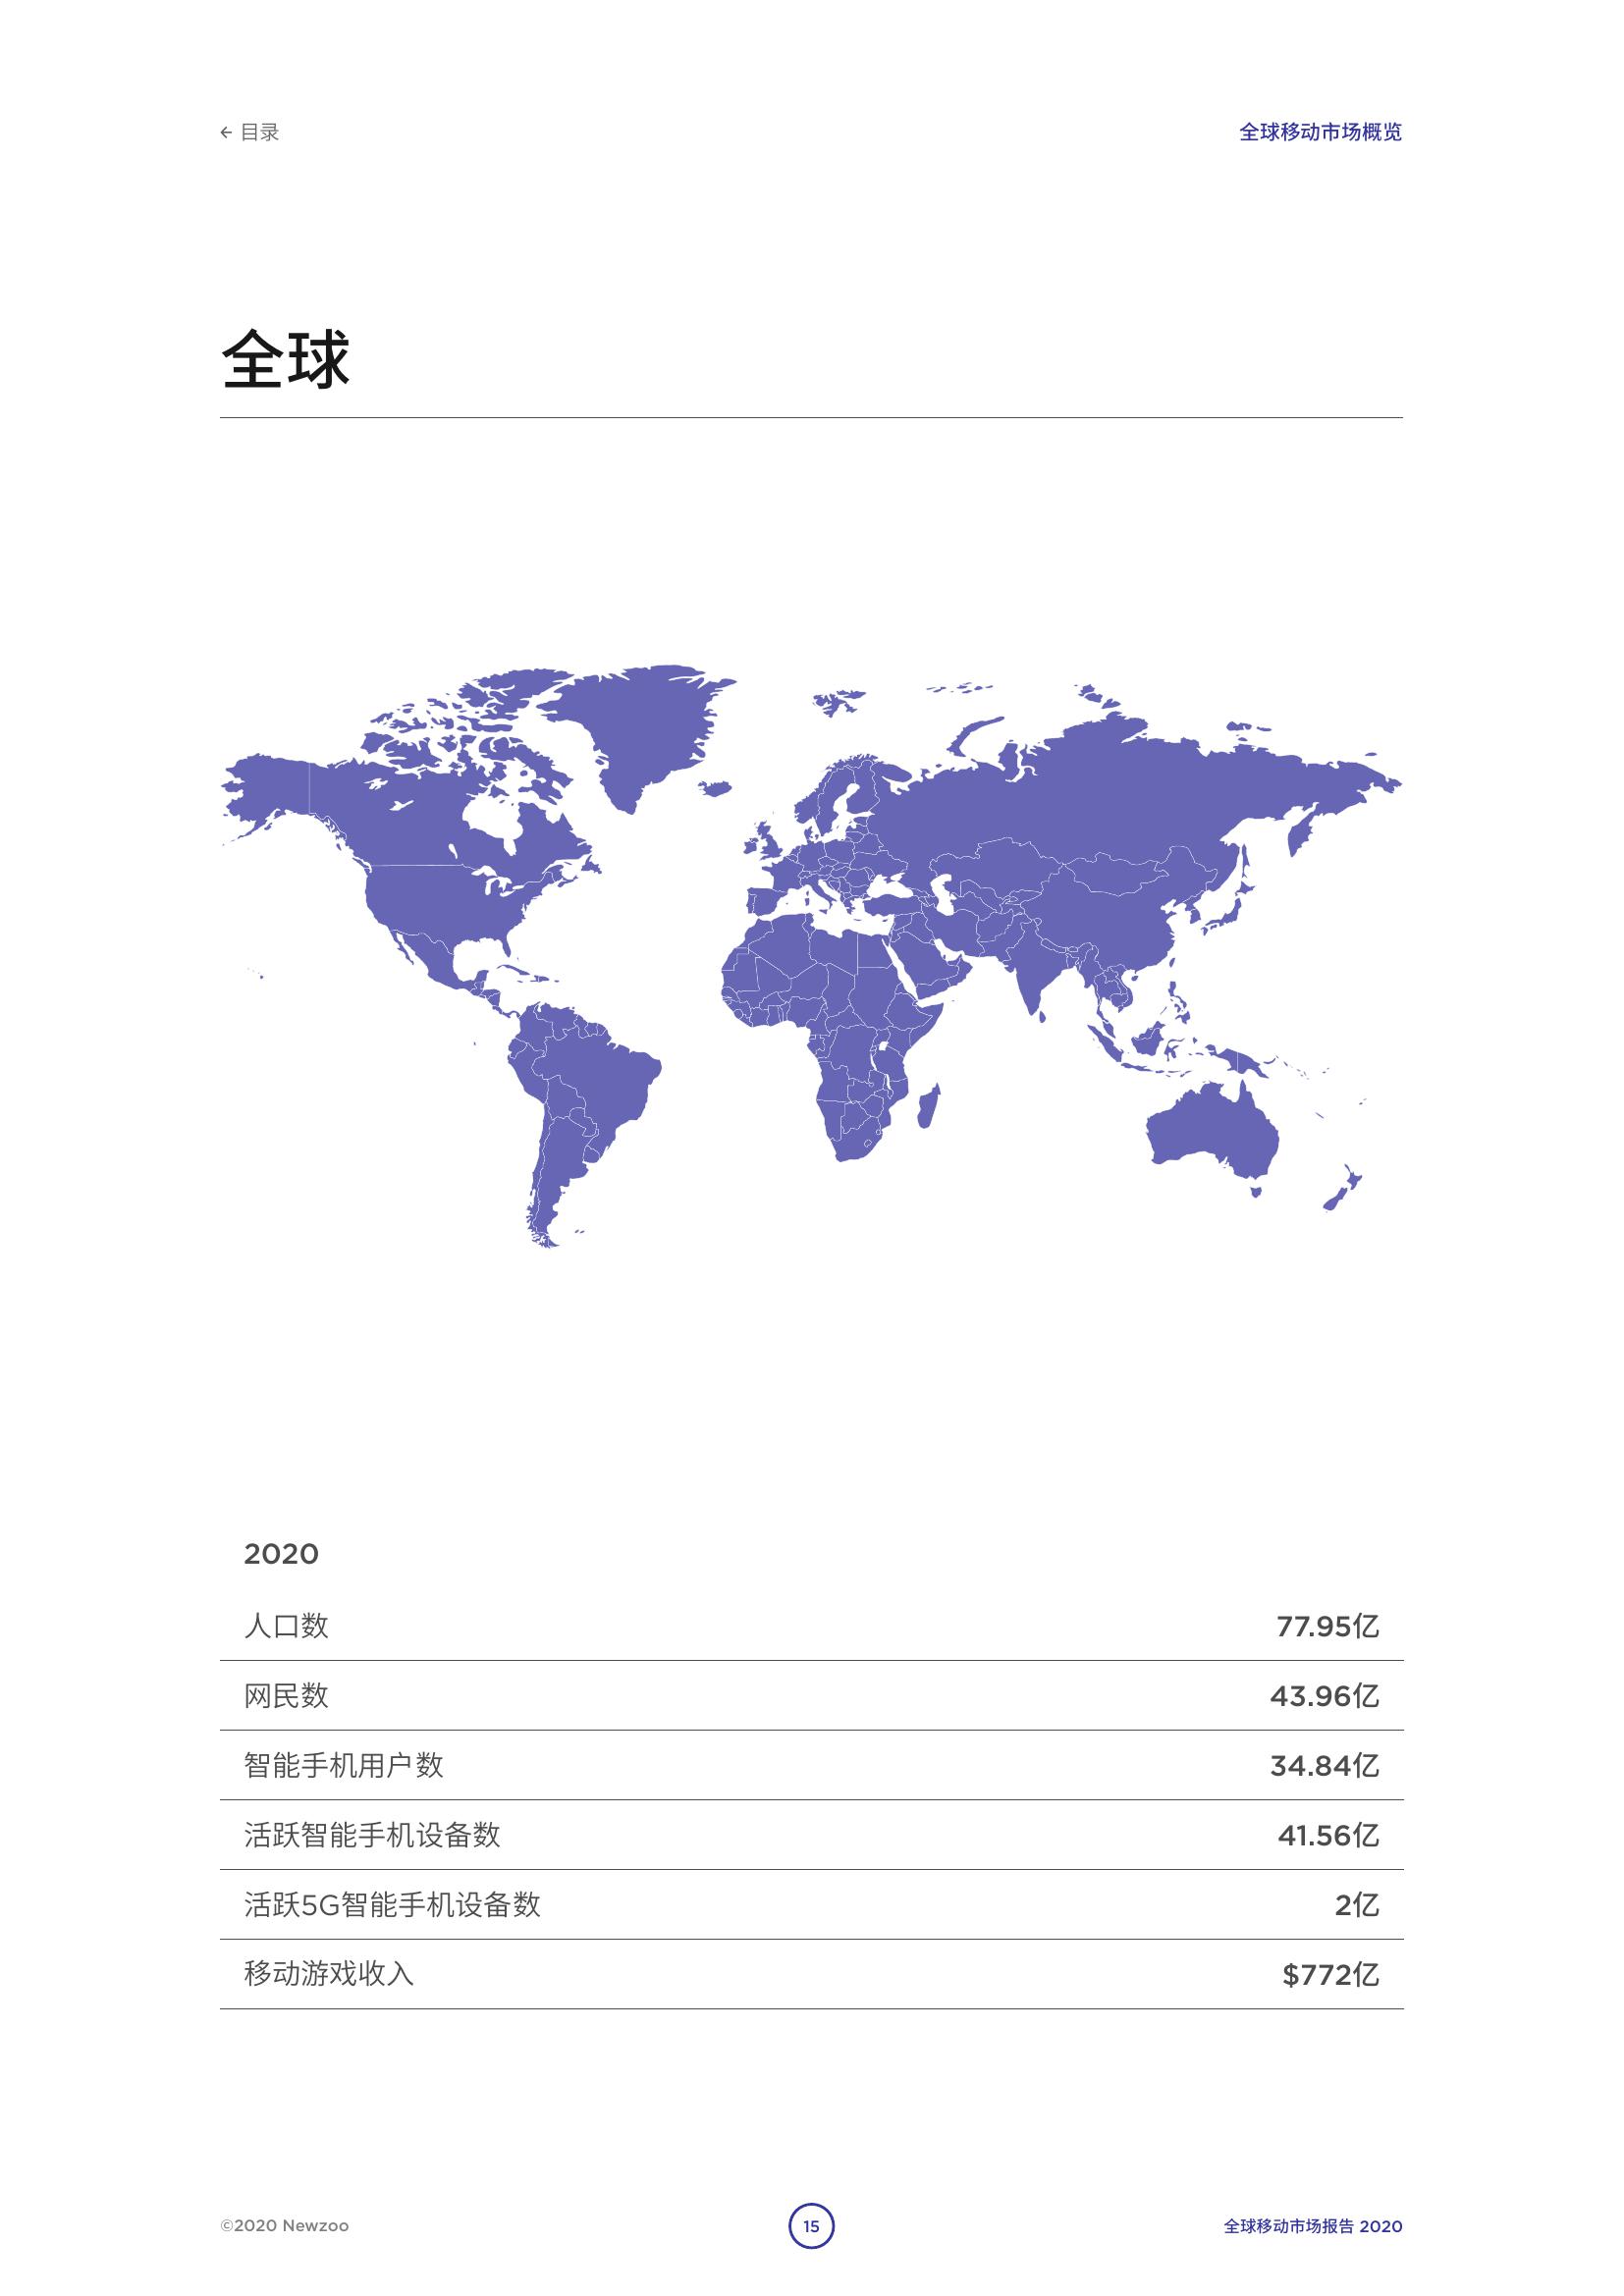 ← 目录
全球移动市场概览
全球
2020
人口数 77.95亿
网民数 43.96亿
智能手机用户数 34.84亿
活跃智能手机设备数 41.56亿
活跃5G智能手机设备数 2亿
移动游戏收入 $772亿
©2020 Newzoo
15
全球移动市场报告 2020